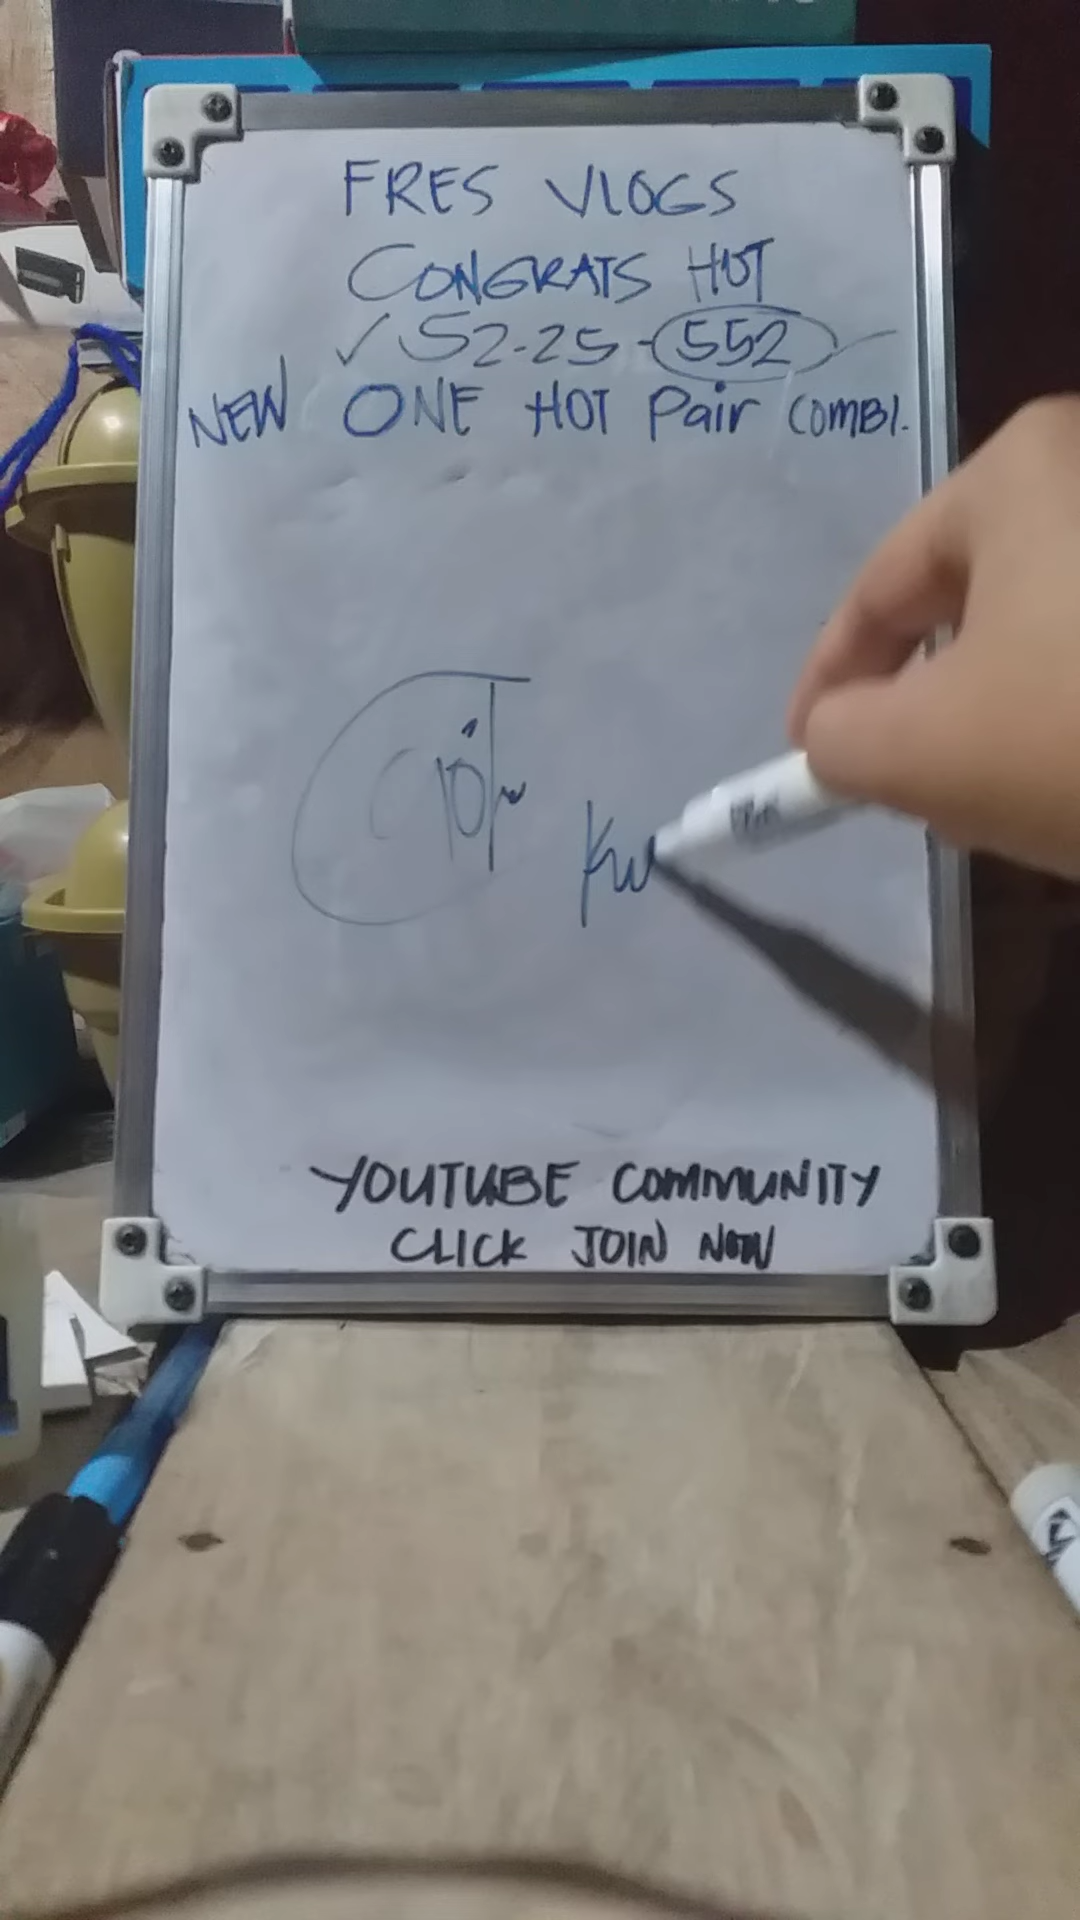 FRES VLOGS
CONGRATS HOT
✓ 52-25-552
NEW ONE HOT Pair COMBI.
YOUTUBE COMMUNITY
CLICK JOIN NOW